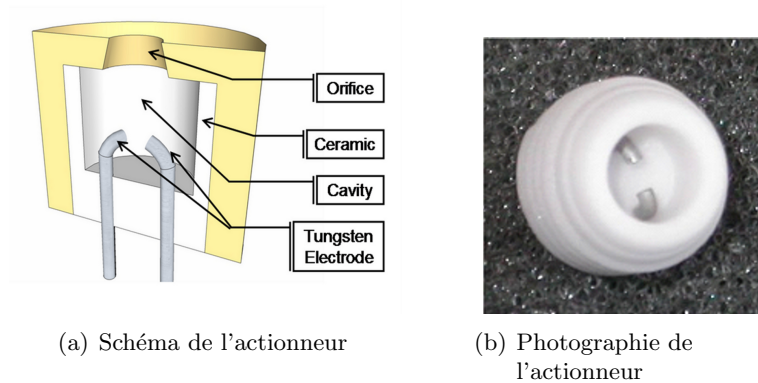 Orifice
Ceramic
Cavity
Tungsten
Electrode
(a) Schéma de l'actionneur
(b) Photographie de
l'actionneur